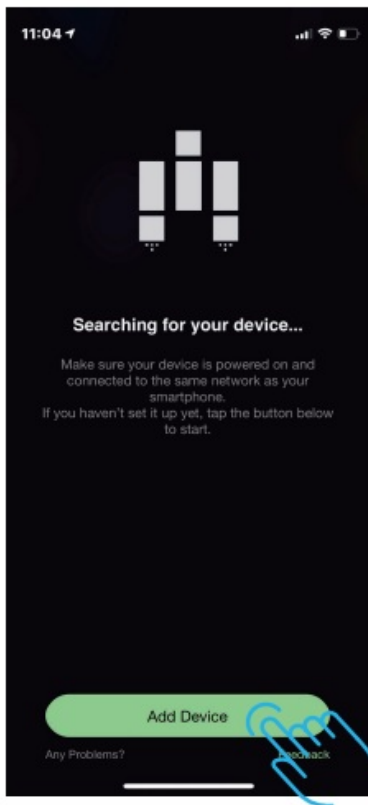 11:04
Searching for your device...
Make sure your device is powered on and
connected to the same network as your
smartphone.
If you haven't set it up yet, tap the button below
to start.
Add Device
Any Problems?
Feedback